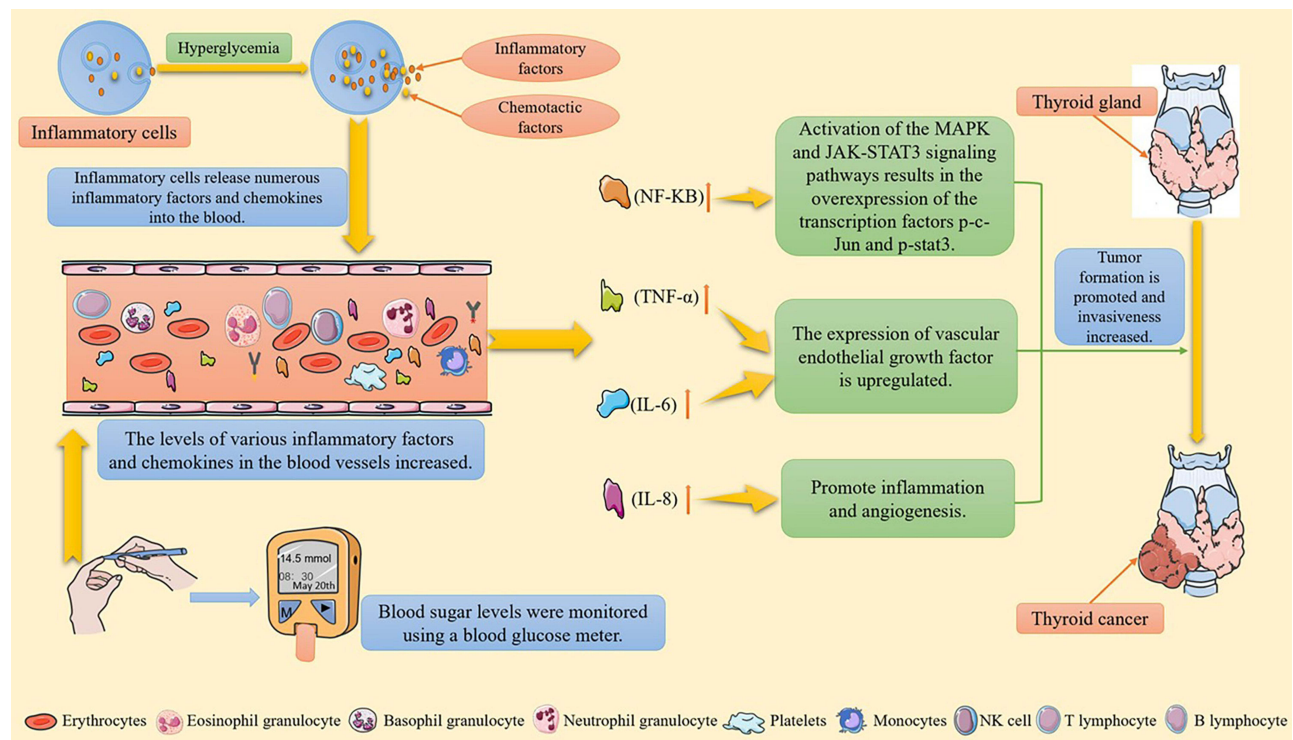 Hyperglycemia
Inflammatory
factors
Chemotactic
factors
Inflammatory cells
Inflammatory cells release numerous
inflammatory factors and chemokines
into the blood.
The levels of various inflammatory factors
and chemokines in the blood vessels increased.
14.5 mmol
08: 30
May 20th
M
Blood sugar levels were monitored
using a blood glucose meter.
(NF-KB)
(TNF-α)
(IL-6)
(IL-8)
Activation of the MAPK
and JAK-STAT3 signaling
pathways results in the
overexpression of the
transcription factors p-c-
Jun and p-stat3.
The expression of vascular
endothelial growth factor
is upregulated.
Promote inflammation
and angiogenesis.
Thyroid gland
Tumor
formation is
promoted and
invasiveness
increased.
Thyroid cancer
Erythrocytes
Eosinphil granulocyte
Basophil granulocyte
Neutrophil granulocyte
Platelets
Monocytes
NK cell
T lymphocyte
B lymphocyte